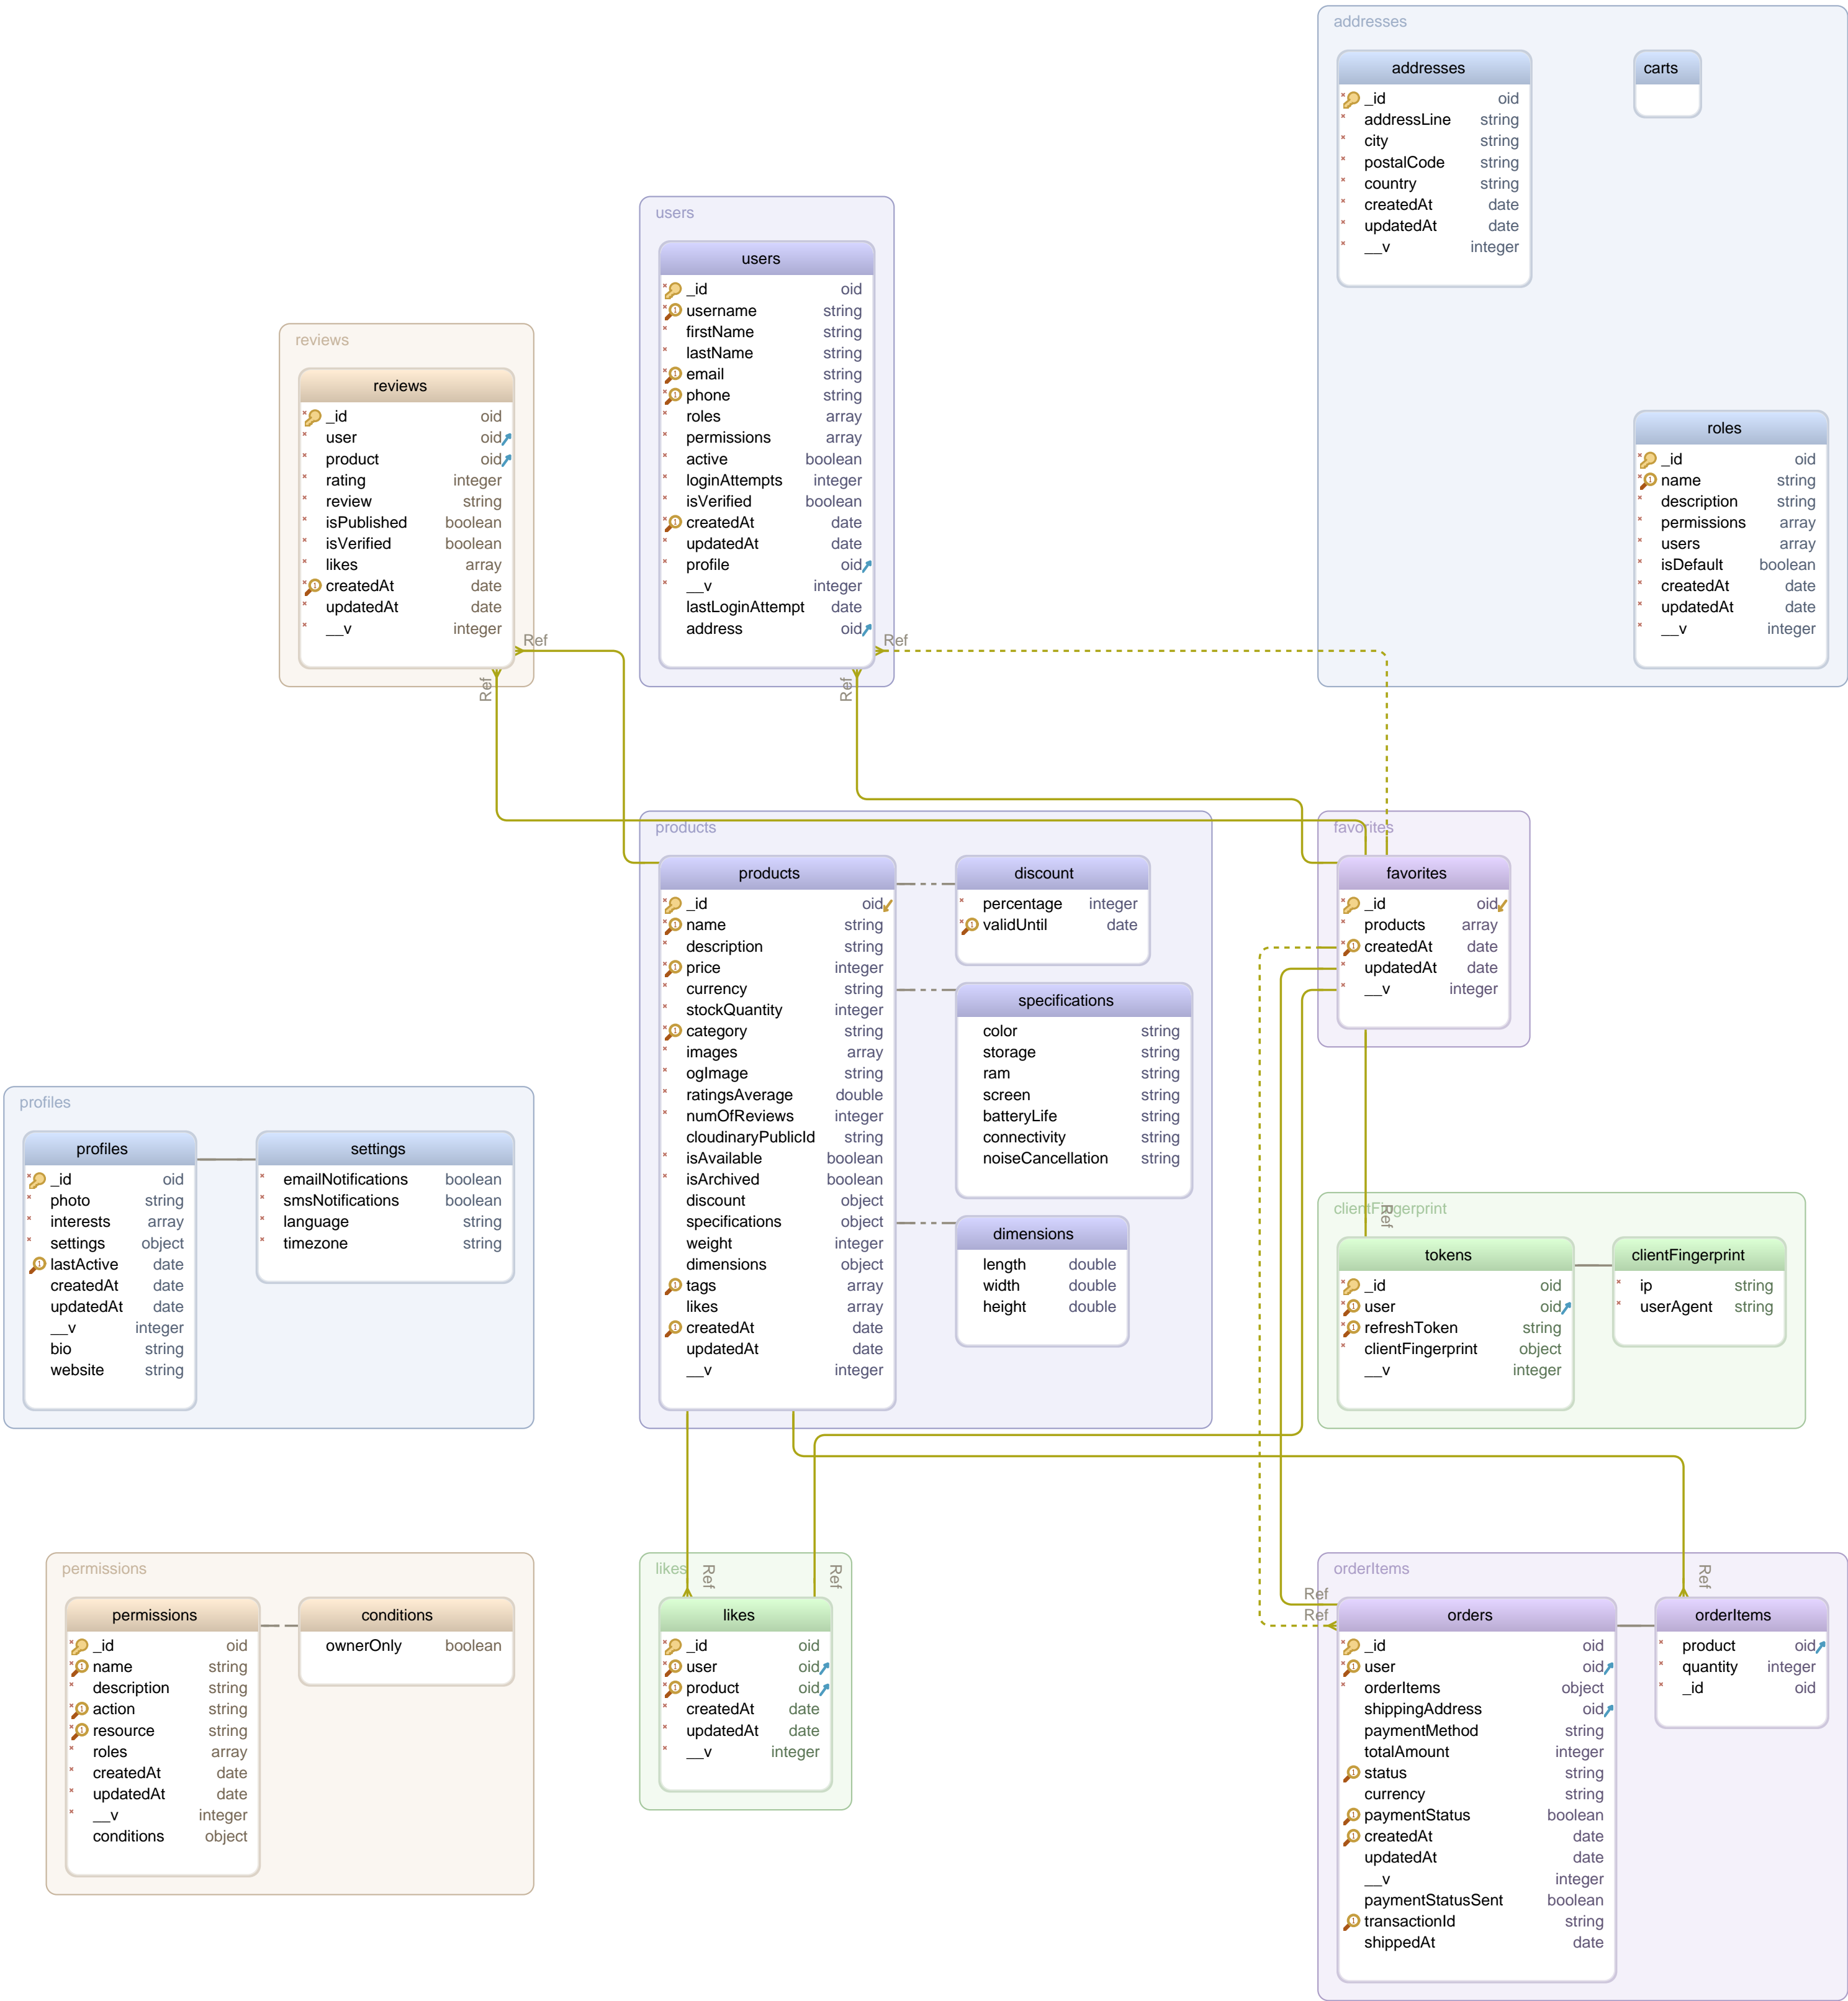 addresses
addresses
_id oid
addressLine string
city string
postalCode string
country string
createdAt date
updatedAt date
__v integer
carts
roles
_id oid
name string
description string
permissions array
users array
isDefault boolean
createdAt date
updatedAt date
__v integer
users
users
_id oid
username string
firstName string
lastName string
email string
phone string
roles array
permissions array
active boolean
loginAttempts integer
isVerified boolean
createdAt date
updatedAt date
profile oid
__v integer
lastLoginAttempt date
address oid
Ref
Ref
reviews
reviews
_id oid
user oid
product oid
rating integer
review string
isPublished boolean
isVerified boolean
likes array
createdAt date
updatedAt date
__v integer
Ref
Ref
products
products
_id oid
name string
description string
price integer
currency string
stockQuantity integer
category string
images array
ogImage string
ratingsAverage double
numOfReviews integer
cloudinaryPublicId string
isAvailable boolean
isArchived boolean
discount object
specifications object
weight integer
dimensions object
tags array
likes array
createdAt date
updatedAt date
__v integer
discount
percentage integer
validUntil date
specifications
color string
storage string
ram string
screen string
batteryLife string
connectivity string
noiseCancellation string
dimensions
length double
width double
height double
favorites
favorites
_id oid
products array
createdAt date
updatedAt date
__v integer
profiles
profiles
_id oid
photo string
interests array
settings object
lastActive date
createdAt date
updatedAt date
__v integer
bio string
website string
settings
emailNotifications boolean
smsNotifications boolean
language string
timezone string
clientFingerprint
Ref
tokens
_id oid
user oid
refreshToken string
clientFingerprint object
__v integer
clientFingerprint
ip string
userAgent string
permissions
permissions
_id oid
name string
description string
action string
resource string
roles array
createdAt date
updatedAt date
__v integer
conditions object
conditions
ownerOnly boolean
likes
Ref
Ref
likes
_id oid
user oid
product oid
createdAt date
updatedAt date
__v integer
orderItems
Ref
Ref
Ref
orders
_id oid
user oid
orderItems object
shippingAddress oid
paymentMethod string
totalAmount integer
status string
currency string
paymentStatus boolean
createdAt date
updatedAt date
__v integer
paymentStatusSent boolean
transactionId string
shippedAt date
orderItems
product oid
quantity integer
_id oid